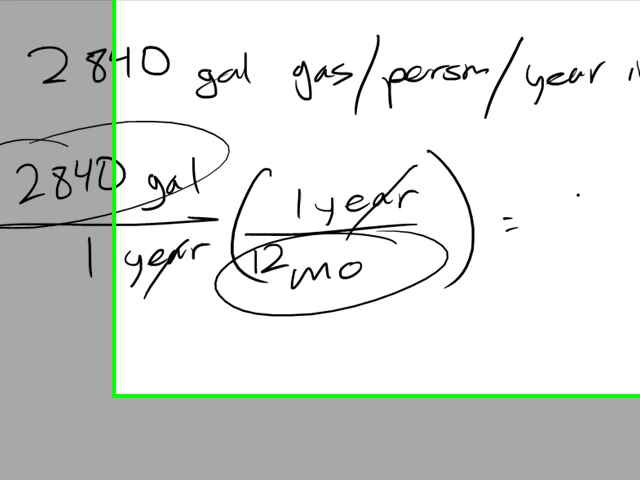 2840 gal gas/person/year i
2840 gal / 1 year ( 1 year / 12 mo ) =